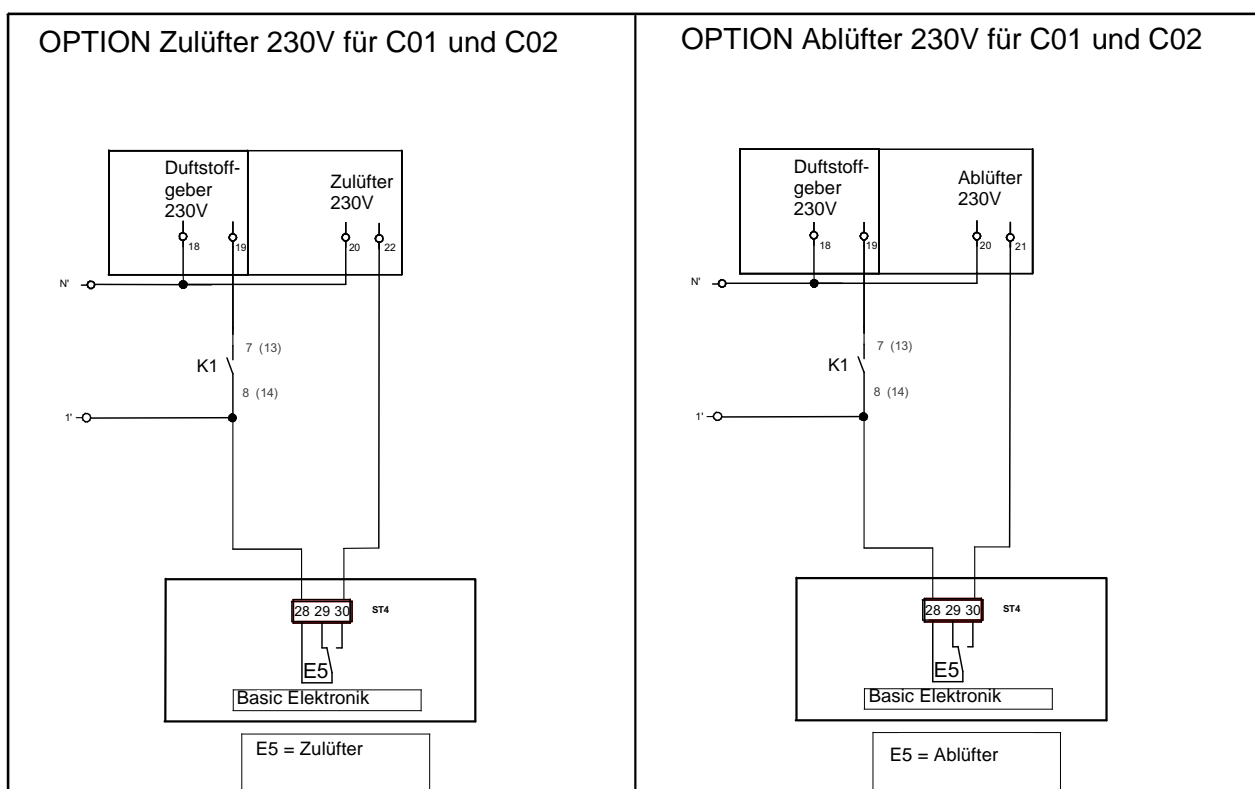 OPTION Zulüfter 230V für C01 und C02
Duftstoff-
geber
230V
Zulüfter
230V
18
19
20
22
N'
7 (13)
K1
8 (14)
1'
28 29 30
ST4
E5
Basic Elektronik
E5 = Zulüfter
OPTION Ablüfter 230V für C01 und C02
Duftstoff-
geber
230V
Ablüfter
230V
18
19
20
21
N'
7 (13)
K1
8 (14)
1'
28 29 30
ST4
E5
Basic Elektronik
E5 = Ablüfter